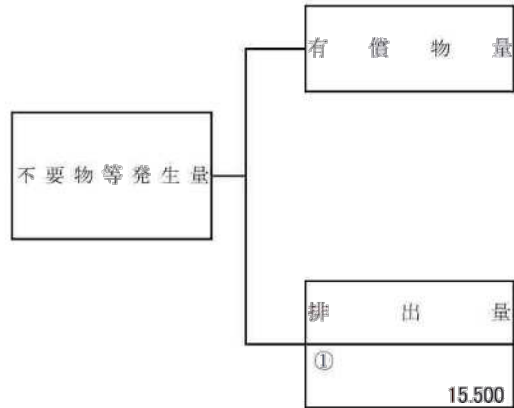 有償物量
不要物等発生量
排出量
①
15.500